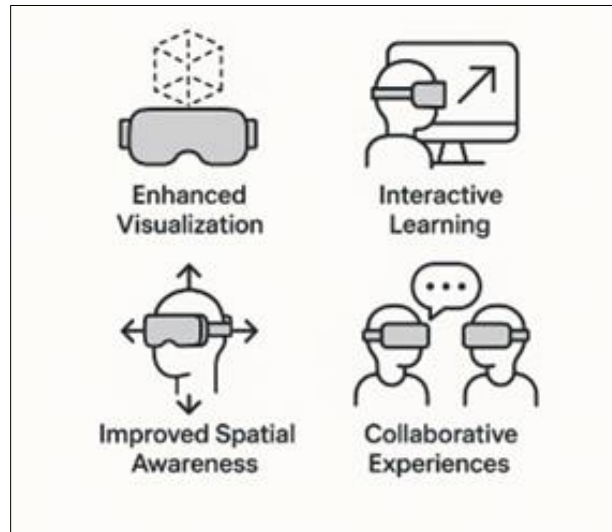 Enhanced
Visualization
Interactive
Learning
Improved Spatial
Awareness
Collaborative
Experiences